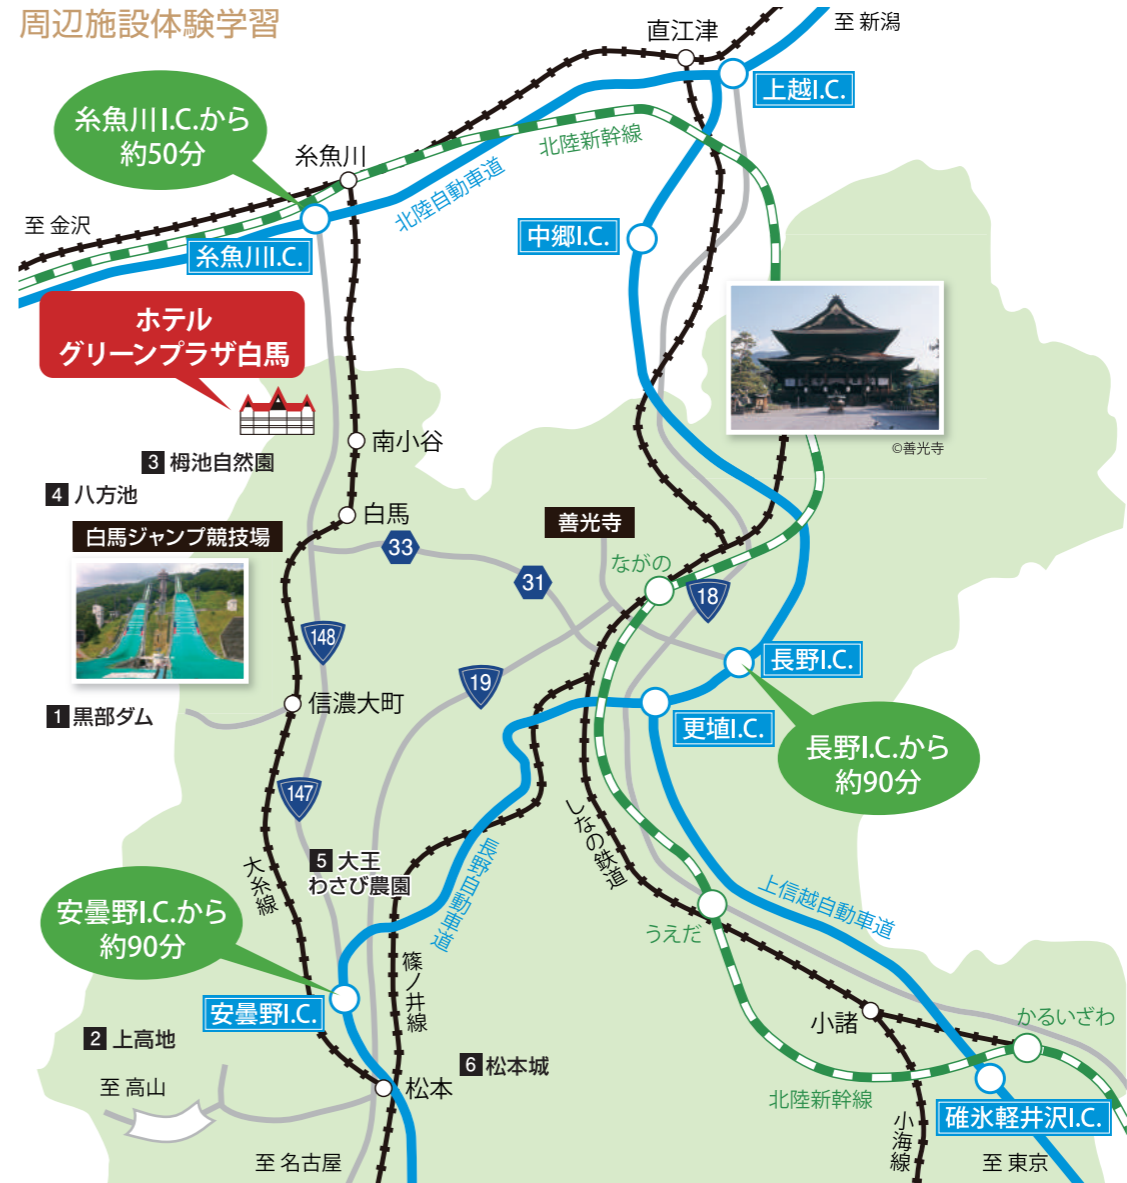 周辺施設体験学習
直江津
至 新潟
上越I.C.
糸魚川I.C.から
約50分
糸魚川
北陸新幹線
北陸自動車道
至 金沢
糸魚川I.C.
中郷I.C.
ホテル
グリーンプラザ白馬
©善光寺
南小谷
3 栂池自然園
4 八方池
白馬
白馬ジャンプ競技場
善光寺
33
31
ながの
18
148
19
長野I.C.
1 黒部ダム
信濃大町
更埴I.C.
長野I.C.から
約90分
147
しなの鉄道
大糸線
5 大王
わさび農園
長野自動車道
上信越自動車道
安曇野I.C.から
約90分
うえだ
篠ノ井線
安曇野I.C.
小諸
かるいざわ
2 上高地
6 松本城
至 高山
松本
北陸新幹線
碓氷軽井沢I.C.
小海線
至 名古屋
至 東京